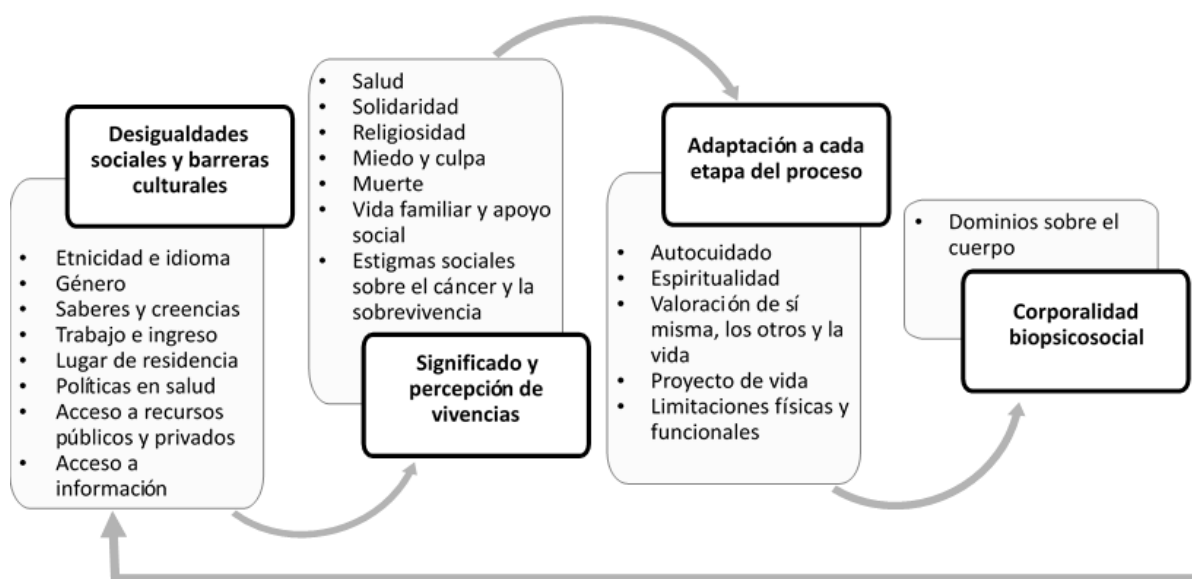 Desigualdades
sociales y barreras
culturales
• Etnicidad e idioma
• Género
• Saberes y creencias
• Trabajo e ingreso
• Lugar de residencia
• Políticas en salud
• Acceso a recursos
públicos y privados
• Acceso a
información
• Salud
• Solidaridad
• Religiosidad
• Miedo y culpa
• Muerte
• Vida familiar y apoyo
social
• Estigmas sociales
sobre el cáncer y la
sobrevivencia
Significado y
percepción de
vivencias
Adaptación a cada
etapa del proceso
• Autocuidado
• Espiritualidad
• Valoración de sí
misma, los otros y la
vida
• Proyecto de vida
• Limitaciones físicas y
funcionales
• Dominios sobre el
cuerpo
Corporalidad
biopsicosocial